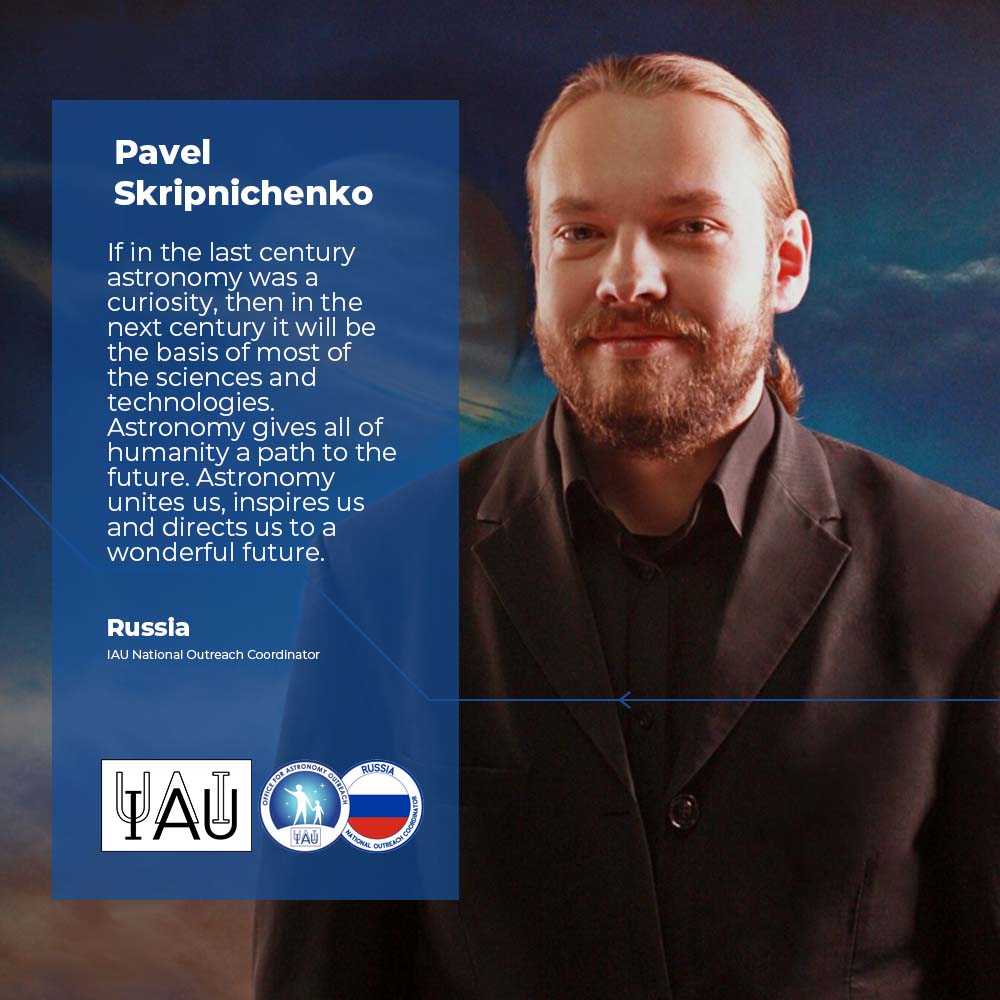 Pavel
Skripnichenko
If in the last century
astronomy was a
curiosity, then in the
next century it will be
the basis of most of
the sciences and
technologies.
Astronomy gives all of
humanity a path to the
future. Astronomy
unites us, inspires us
and directs us to a
wonderful future.
Russia
IAU National Outreach Coordinator
UAI
IAU
OFFICE FOR ASTRONOMY OUTREACH
UAI
IAU
RUSSIA
NATIONAL OUTREACH COORDINATOR